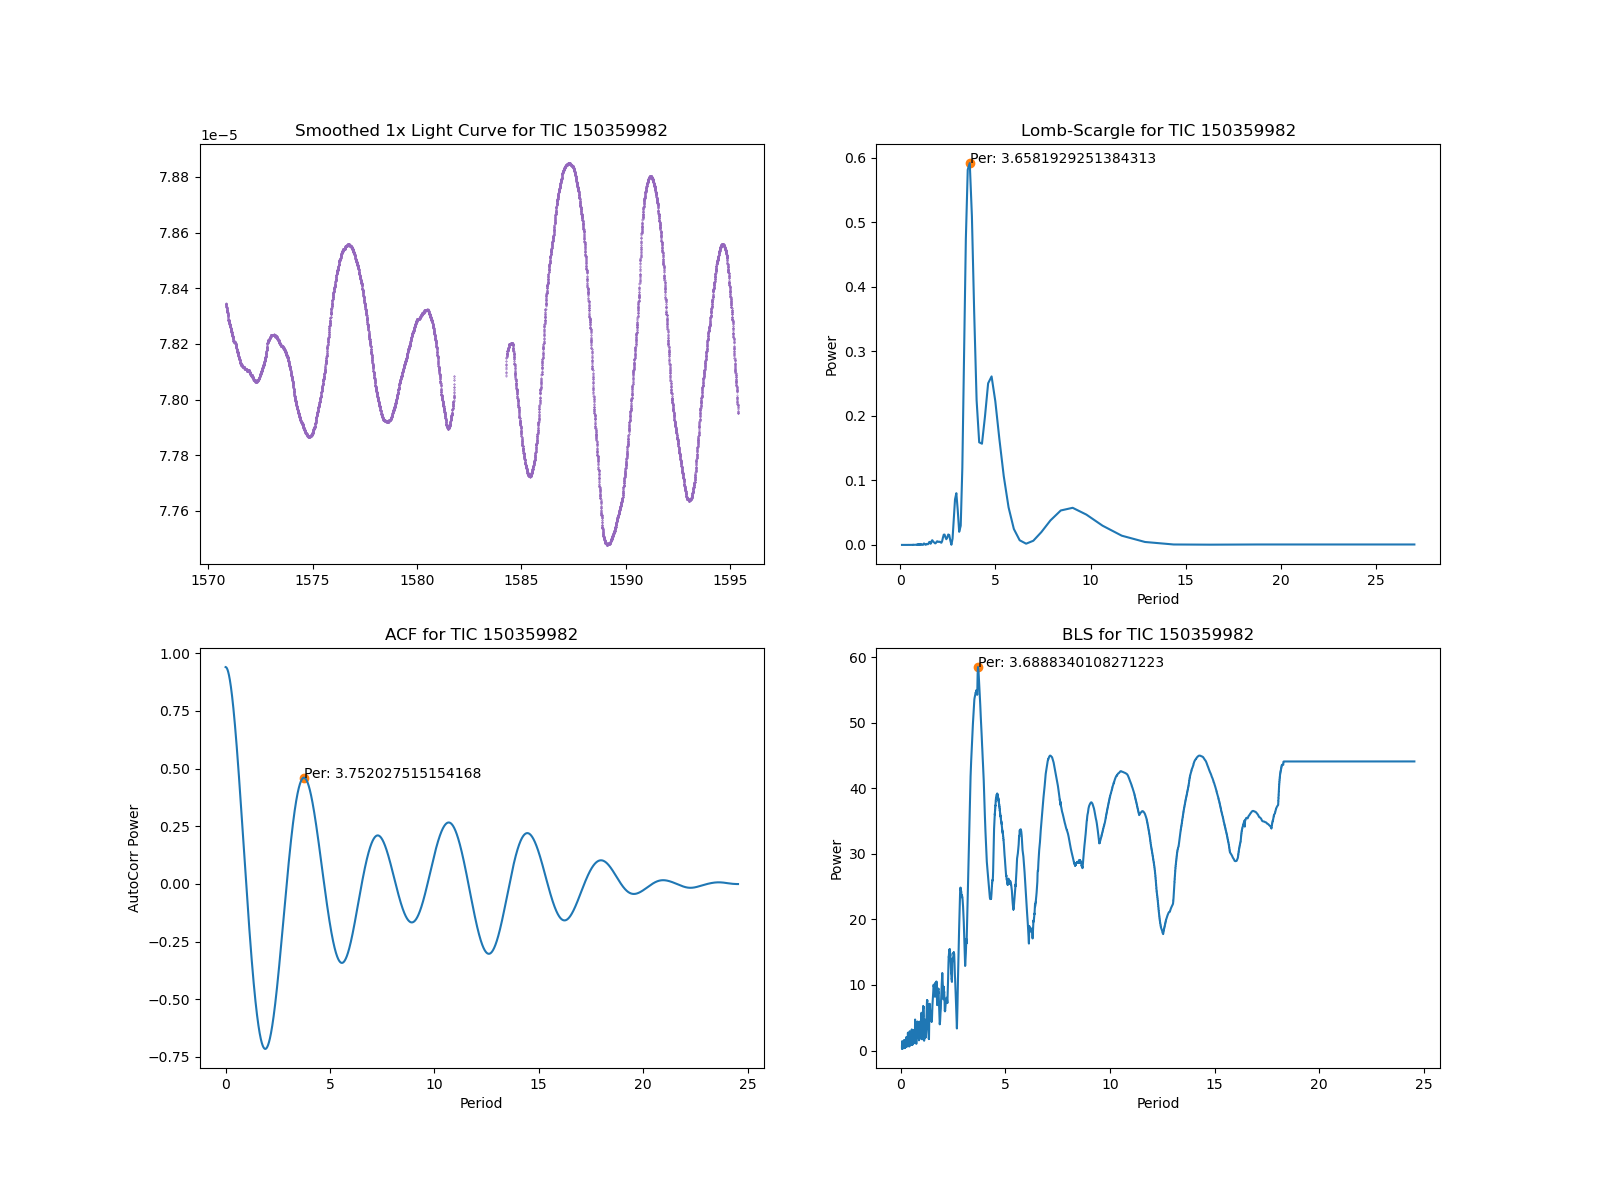 Smoothed 1x Light Curve for TIC 150359982
1e−5
7.88
7.86
7.84
7.82
7.80
7.78
7.76
1570 1575 1580 1585 1590 1595
Lomb-Scargle for TIC 150359982
Per: 3.6581929251384313
Power
0.6
0.5
0.4
0.3
0.2
0.1
0.0
0 5 10 15 20 25
Period
ACF for TIC 150359982
Per: 3.752027515154168
AutoCorr Power
1.00
0.75
0.50
0.25
0.00
−0.25
−0.50
−0.75
0 5 10 15 20 25
Period
BLS for TIC 150359982
Per: 3.6888340108271223
Power
60
50
40
30
20
10
0
0 5 10 15 20 25
Period